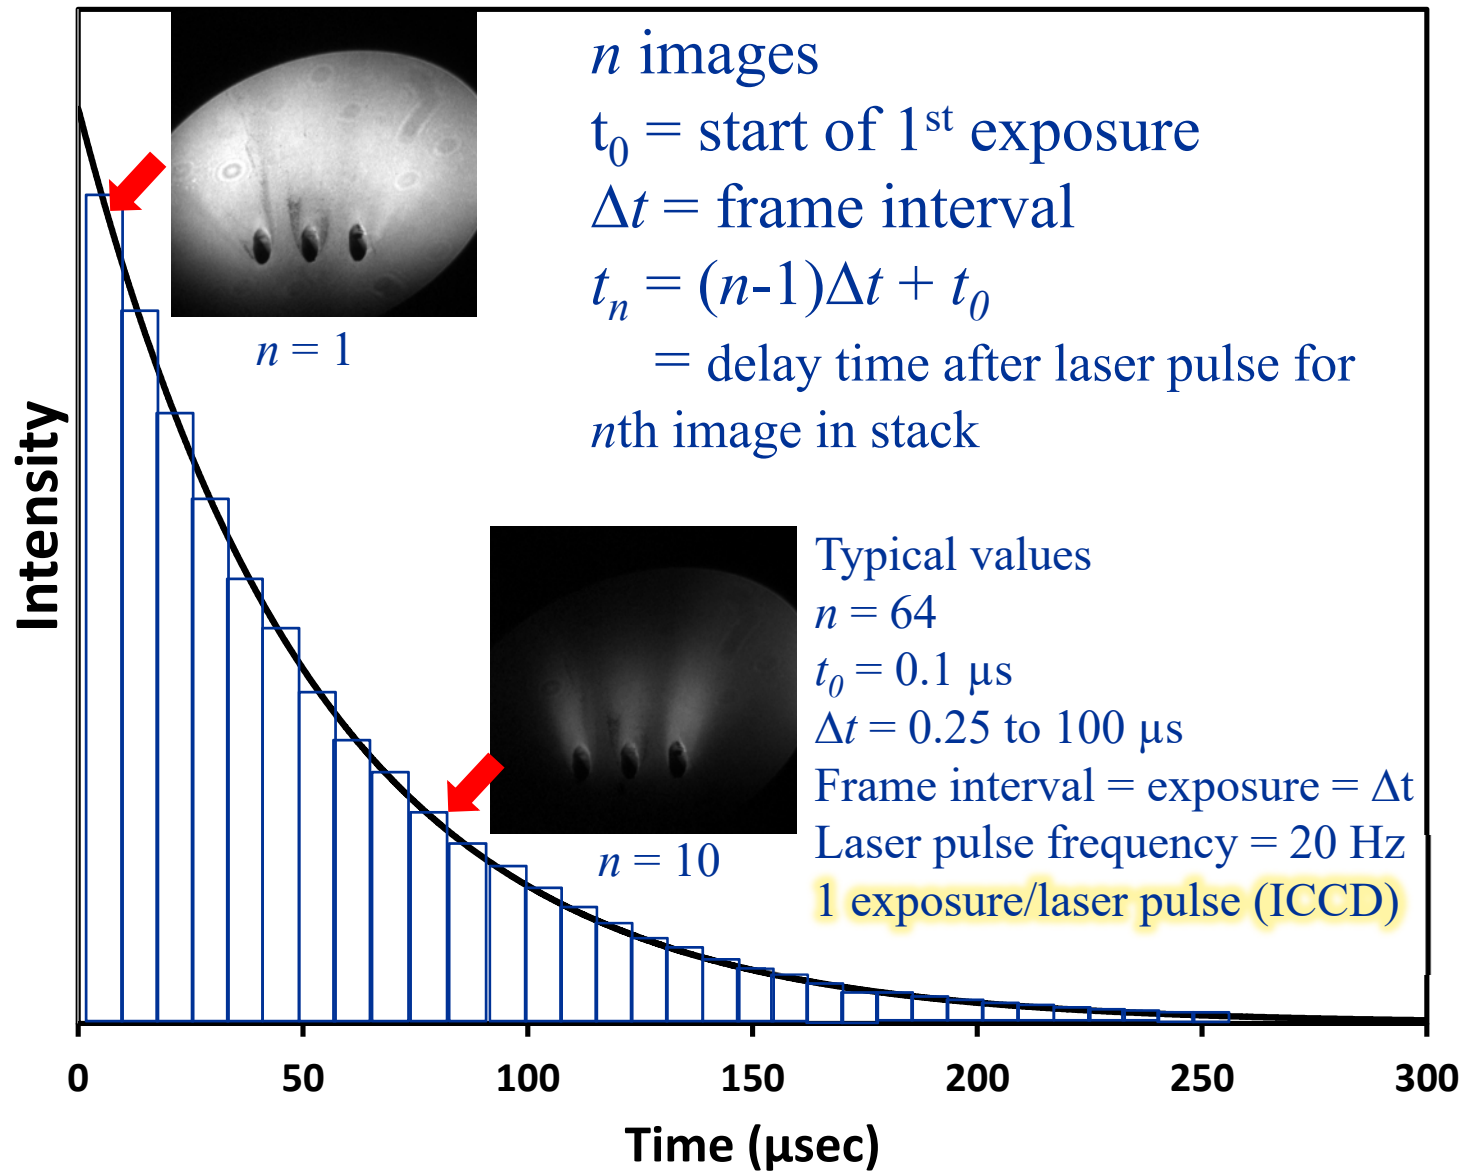 n images
t0 = start of 1st exposure
Δt = frame interval
tn = (n-1)Δt + t0
= delay time after laser pulse for
nth image in stack
n = 1
Intensity
Typical values
n = 64
t0 = 0.1 µs
Δt = 0.25 to 100 µs
Frame interval = exposure = Δt
Laser pulse frequency = 20 Hz
1 exposure/laser pulse (ICCD)
n = 10
0 50 100 150 200 250 300
Time (µsec)